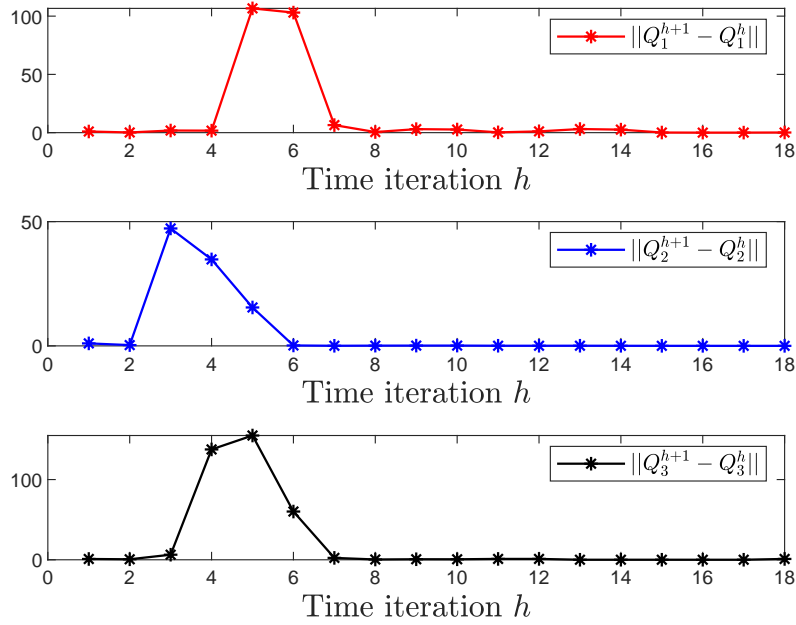 100
||Q_1^{h+1} − Q_1^h||
50
0
0 2 4 6 8 10 12 14 16 18
Time iteration h
50
||Q_2^{h+1} − Q_2^h||
0
0 2 4 6 8 10 12 14 16 18
Time iteration h
||Q_3^{h+1} − Q_3^h||
100
0
0 2 4 6 8 10 12 14 16 18
Time iteration h